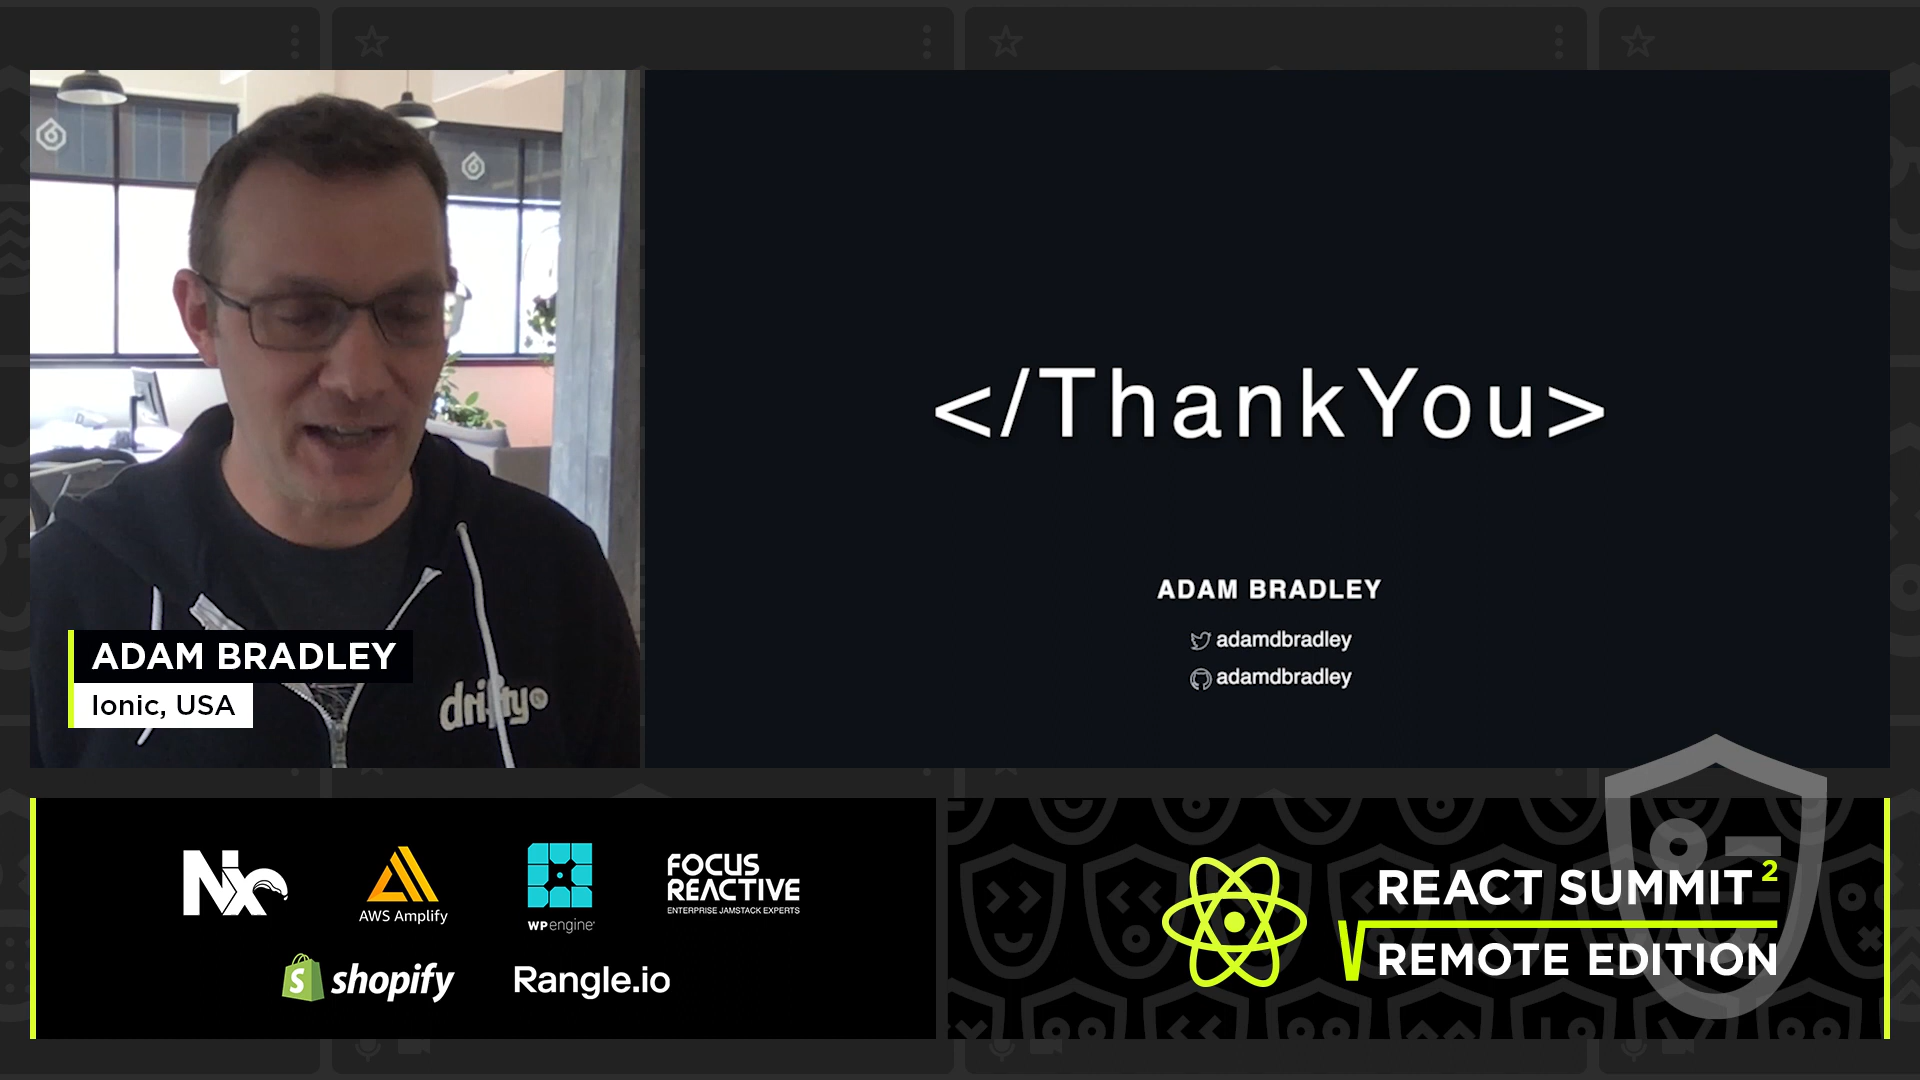 ADAM BRADLEY
Ionic, USA
drifty
</ThankYou>
ADAM BRADLEY
adamdbradley
adamdbradley
Nx
AWS Amplify
WP engine
FOCUS
REACTIVE
ENTERPRISE JAMSTACK EXPERTS
shopify
Rangle.io
REACT SUMMIT 2
REMOTE EDITION